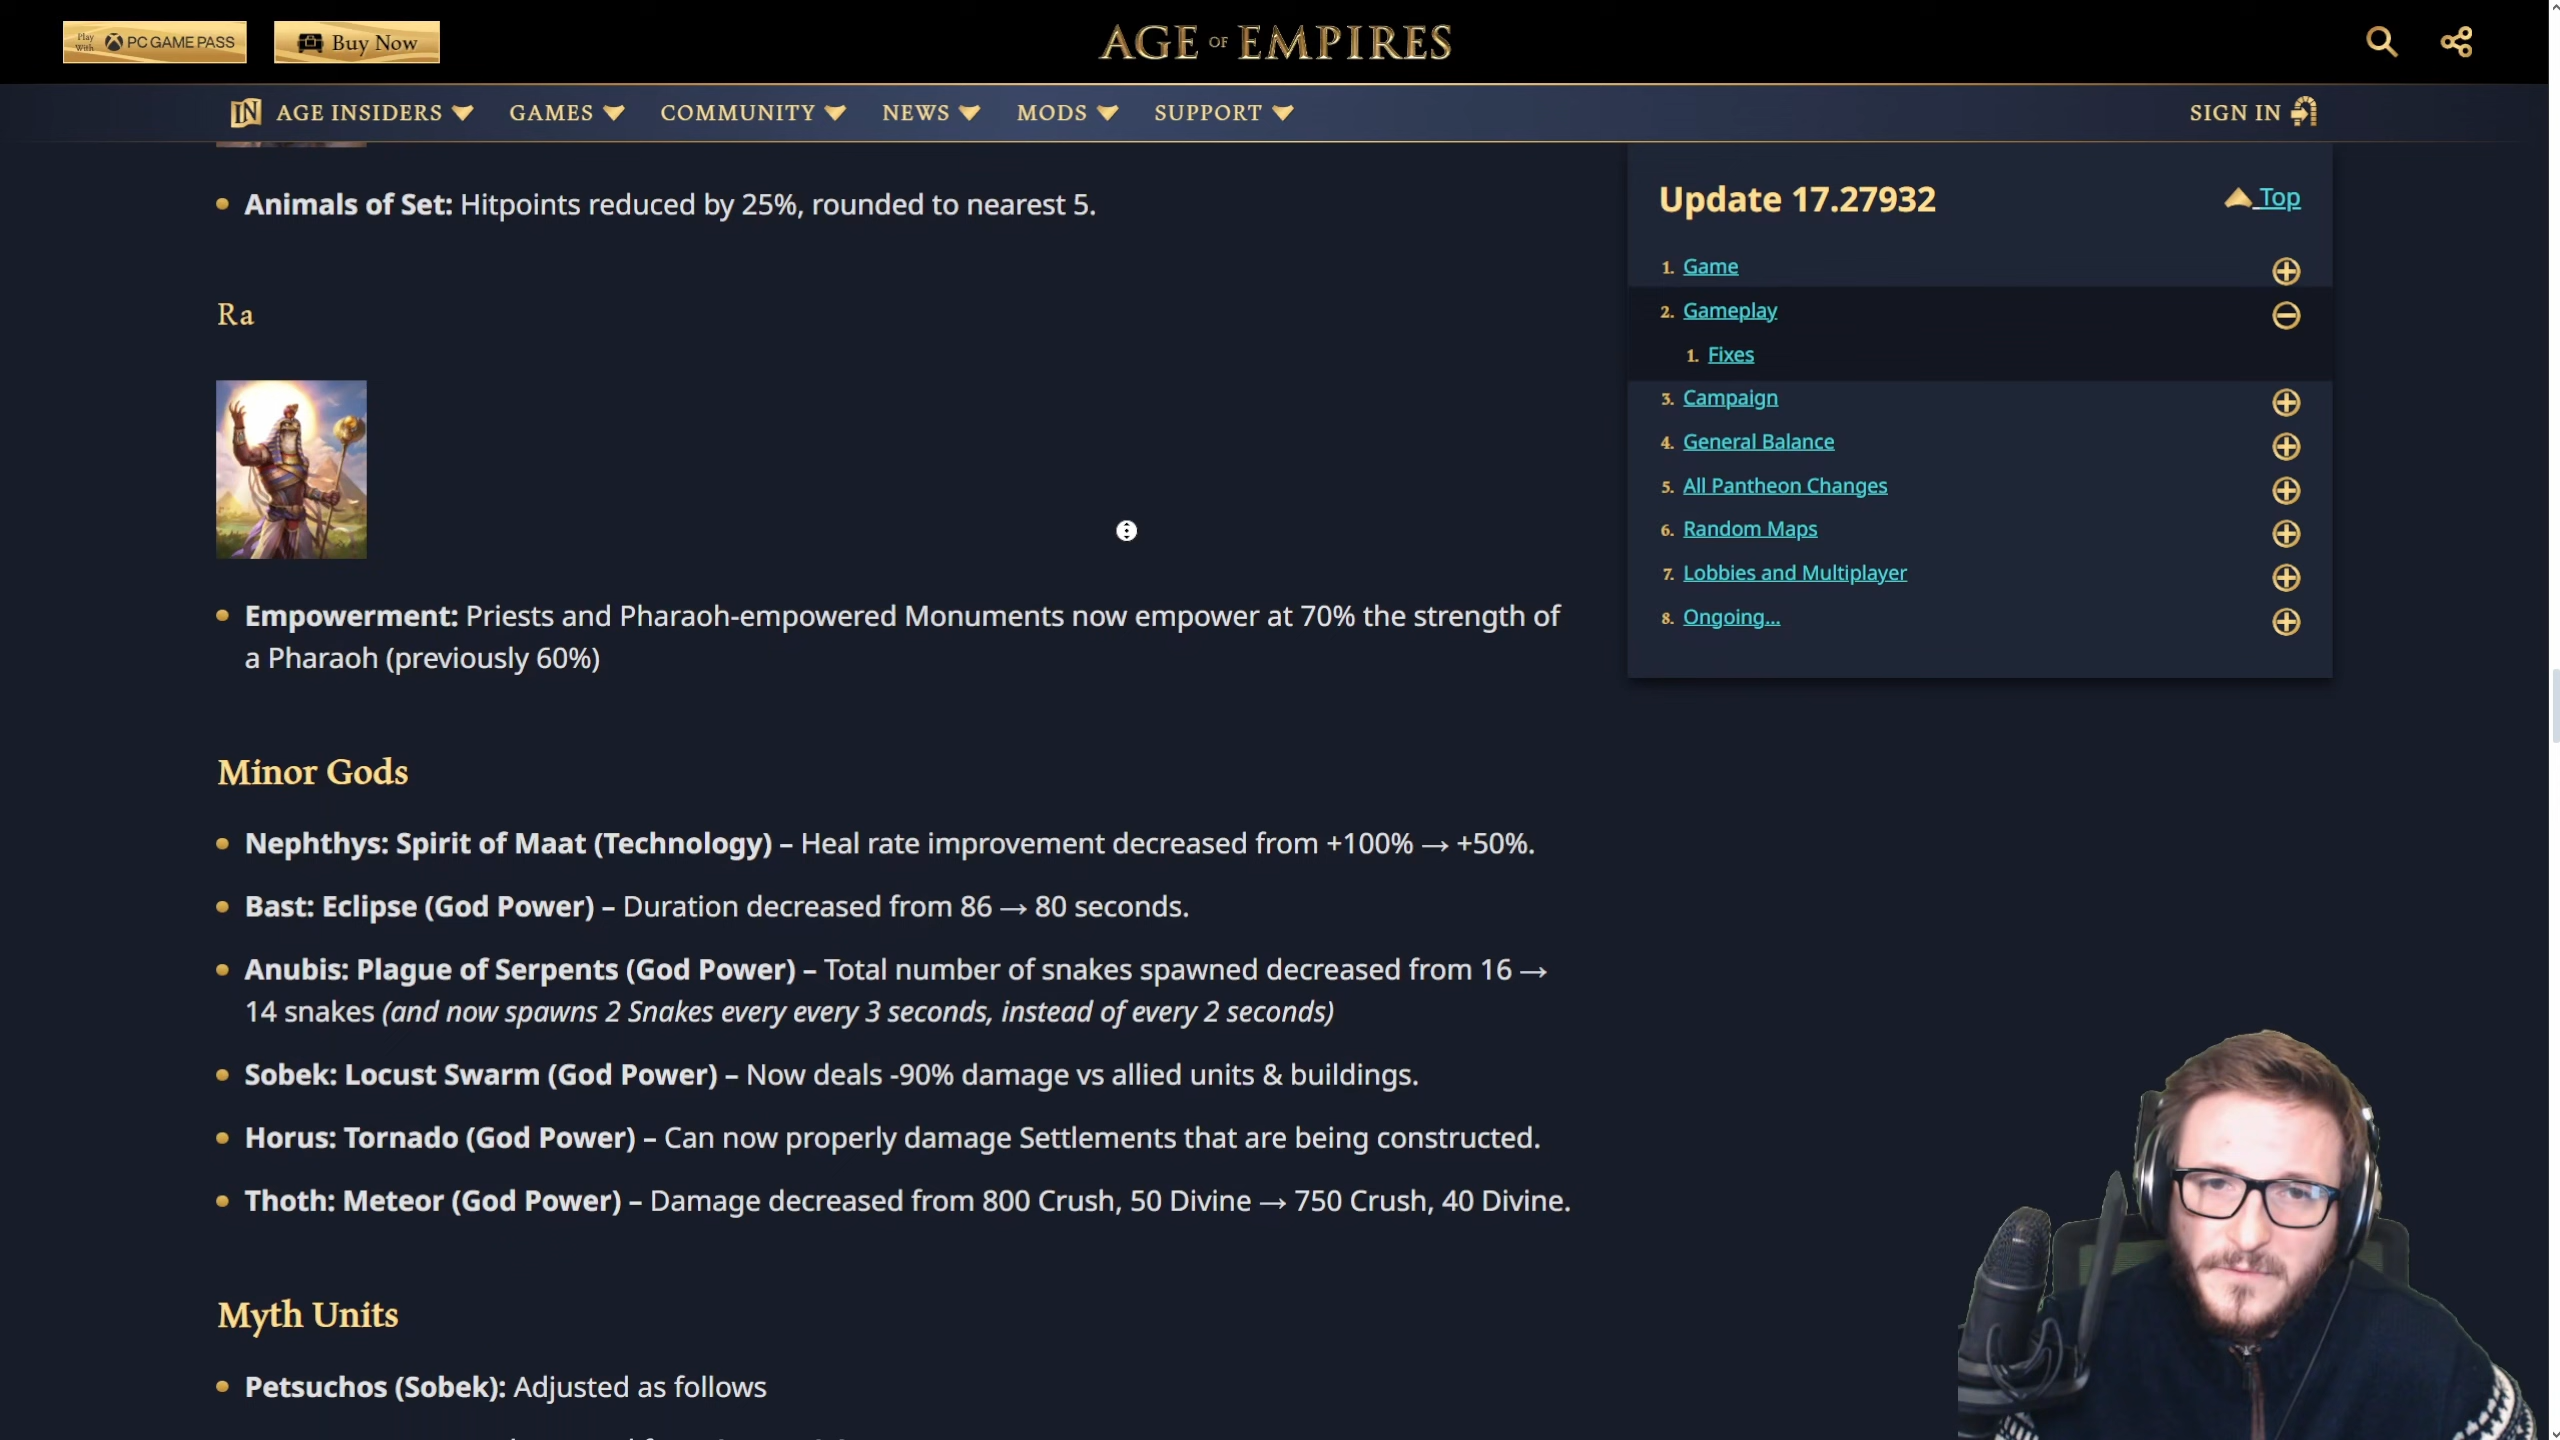 Play With PC GAME PASS
Buy Now
AGE OF EMPIRES
IN AGE INSIDERS
GAMES
COMMUNITY
NEWS
MODS
SUPPORT
SIGN IN
Animals of Set: Hitpoints reduced by 25%, rounded to nearest 5.
Ra
Empowerment: Priests and Pharaoh-empowered Monuments now empower at 70% the strength of
a Pharaoh (previously 60%)
Minor Gods
Nephthys: Spirit of Maat (Technology) – Heal rate improvement decreased from +100% → +50%.
Bast: Eclipse (God Power) – Duration decreased from 86 → 80 seconds.
Anubis: Plague of Serpents (God Power) – Total number of snakes spawned decreased from 16 →
14 snakes (and now spawns 2 Snakes every every 3 seconds, instead of every 2 seconds)
Sobek: Locust Swarm (God Power) – Now deals -90% damage vs allied units & buildings.
Horus: Tornado (God Power) – Can now properly damage Settlements that are being constructed.
Thoth: Meteor (God Power) – Damage decreased from 800 Crush, 50 Divine → 750 Crush, 40 Divine.
Myth Units
Petsuchos (Sobek): Adjusted as follows
Update 17.27932
Top
1. Game
2. Gameplay
1. Fixes
3. Campaign
4. General Balance
5. All Pantheon Changes
6. Random Maps
7. Lobbies and Multiplayer
8. Ongoing...